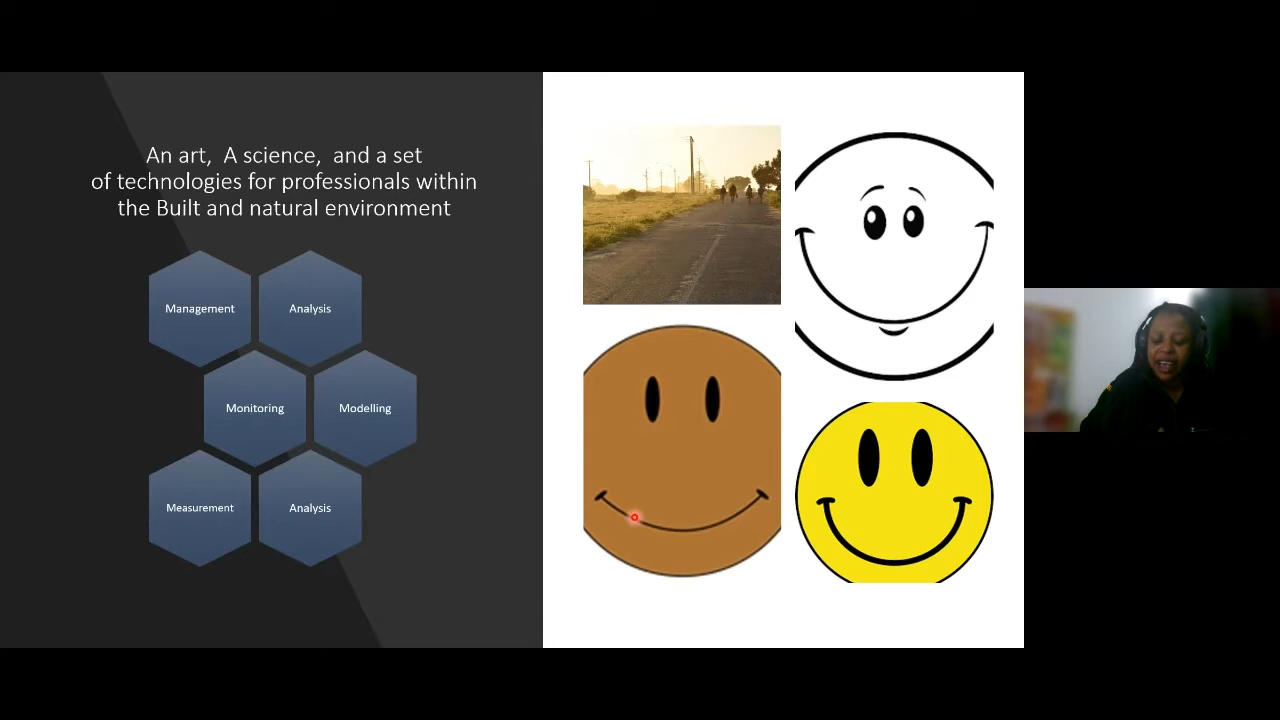 An art, A science, and a set
of technologies for professionals within
the Built and natural environment
Management
Analysis
Monitoring
Modelling
Measurement
Analysis